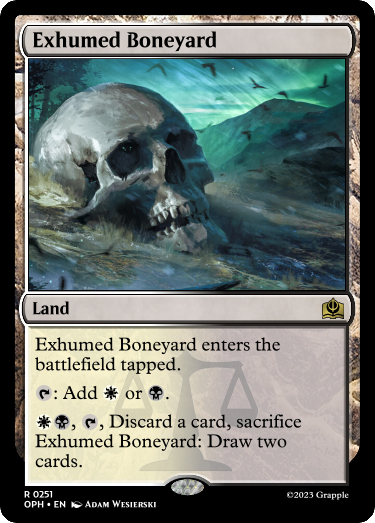 Exhumed Boneyard
Land
Exhumed Boneyard enters the
battlefield tapped.
: Add or .
, , Discard a card, sacrifice
Exhumed Boneyard: Draw two
cards.
R 0251
OPH • EN Adam Wesierski
©2023 Grapple